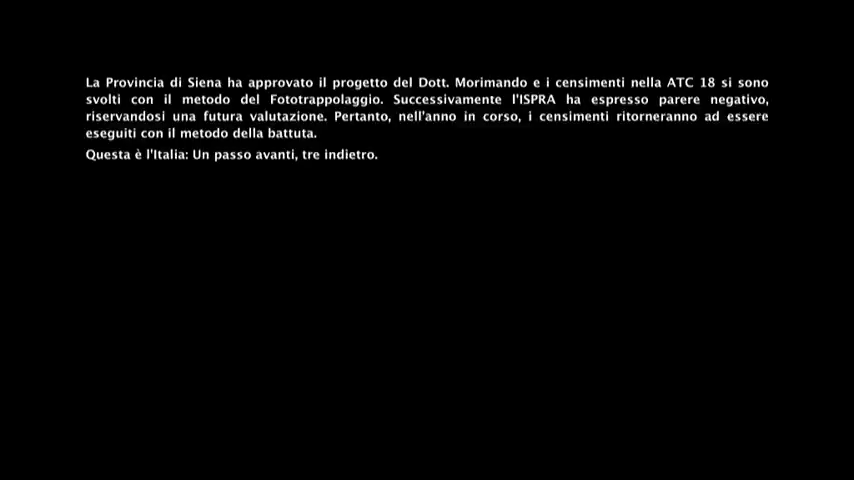 La Provincia di Siena ha approvato il progetto del Dott. Morimando e i censimenti nella ATC 18 si sono
svolti con il metodo del Fototrappolaggio. Successivamente l'ISPRA ha espresso parere negativo,
riservandosi una futura valutazione. Pertanto, nell'anno in corso, i censimenti ritorneranno ad essere
eseguiti con il metodo della battuta.
Questa è l'Italia: Un passo avanti, tre indietro.